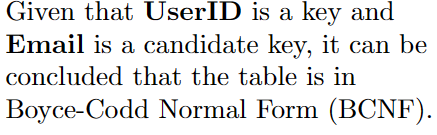 Given that UserID is a key and
Email is a candidate key, it can be
concluded that the table is in
Boyce-Codd Normal Form (BCNF).